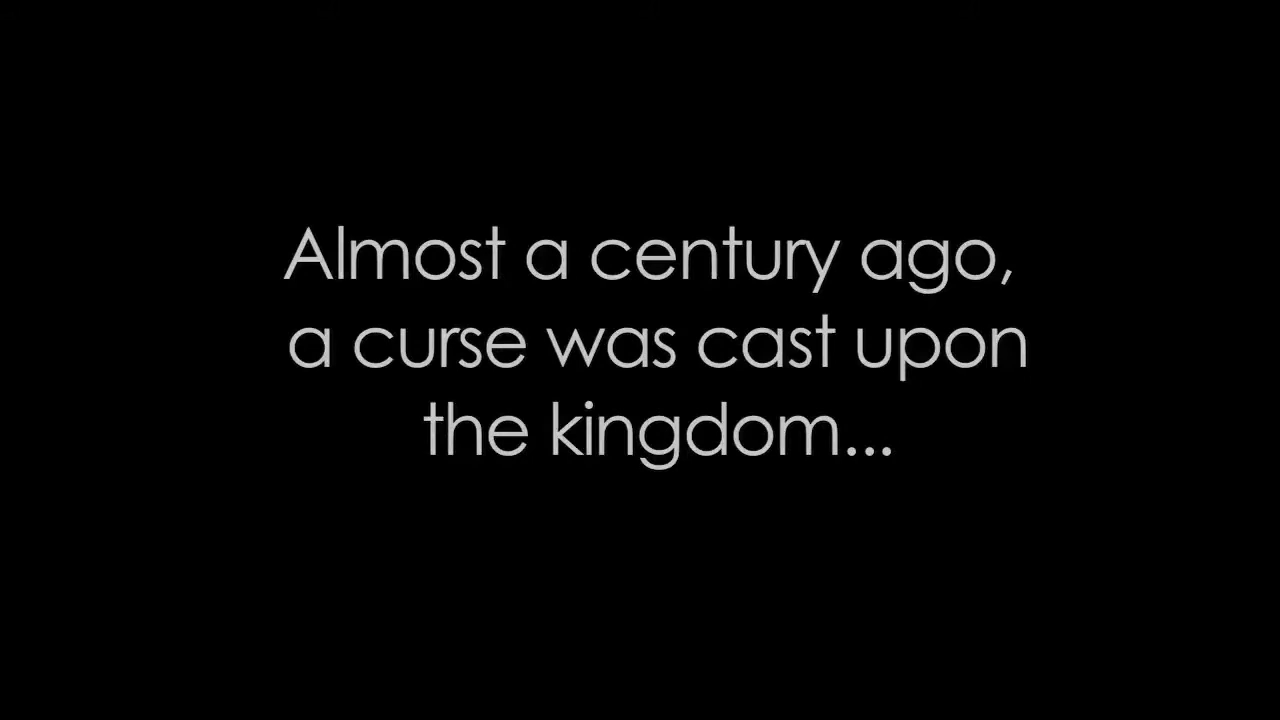 Almost a century ago,
a curse was cast upon
the kingdom...